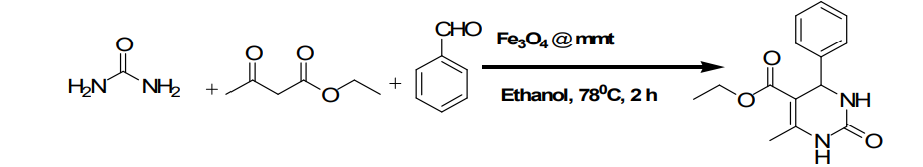 O
H₂N NH₂
+
O O
O
+
CHO
Fe₃O₄ @ mmt
Ethanol, 78⁰C, 2 h
O
O
NH
N
H
O